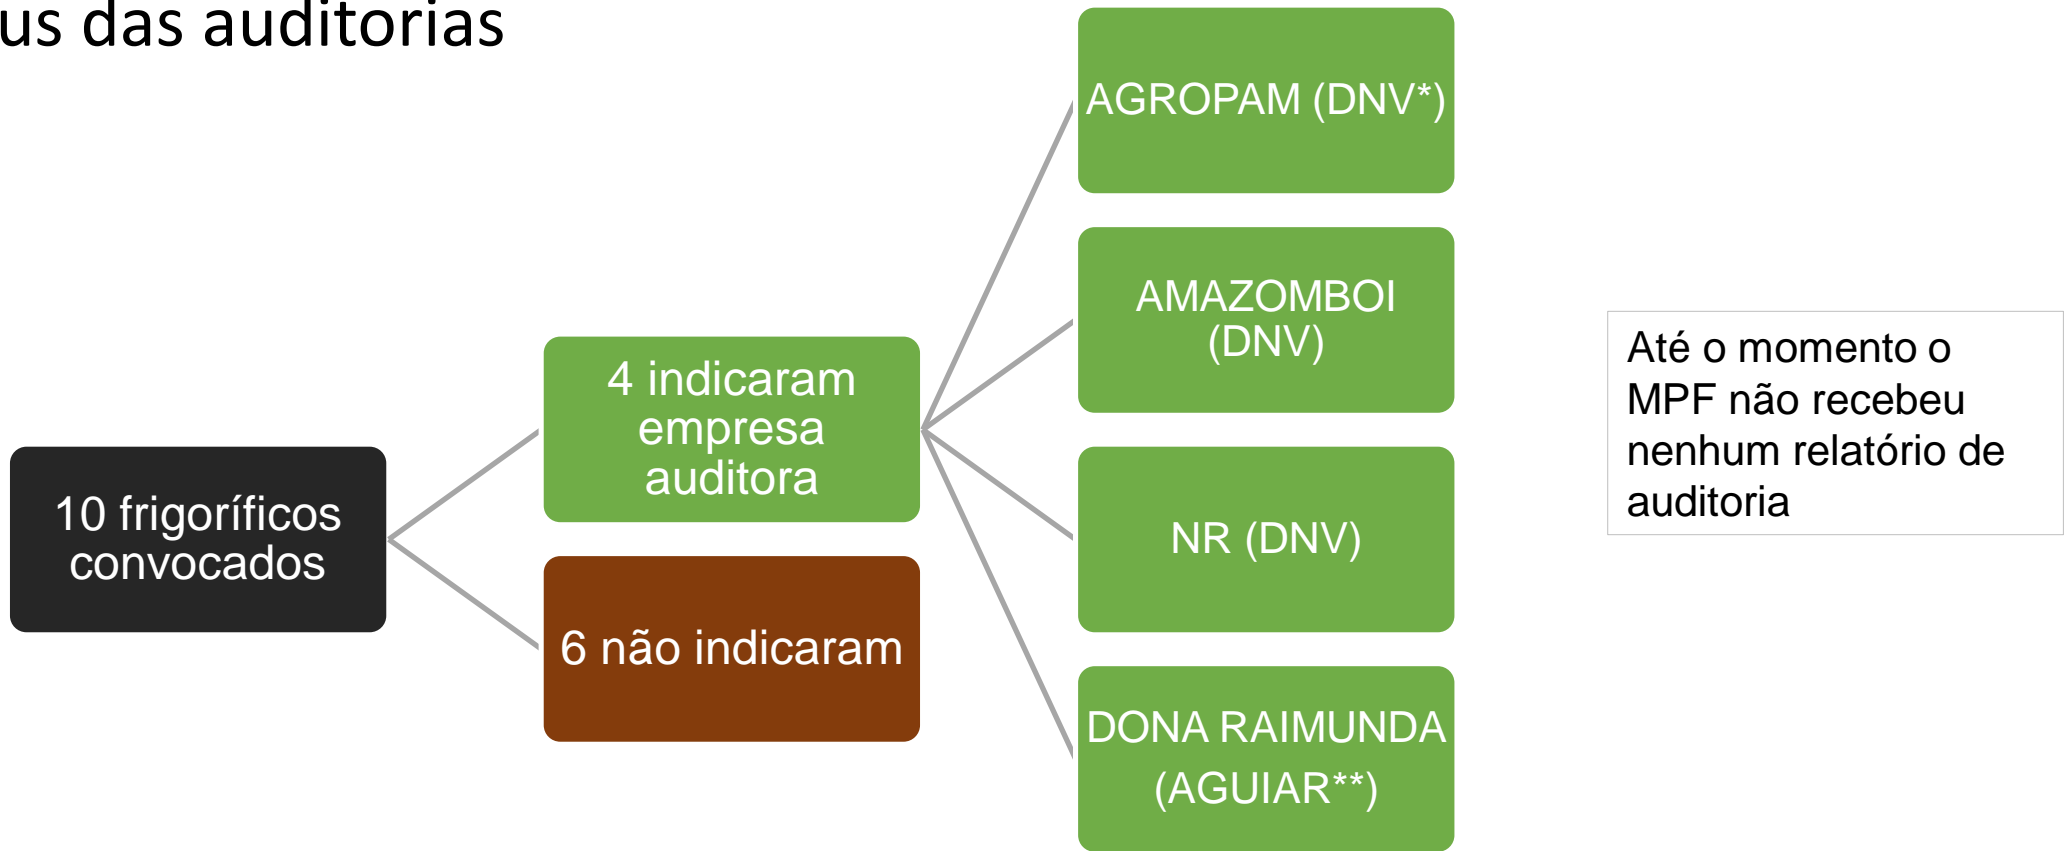 us das auditorias
10 frigoríficos
convocados
4 indicaram
empresa
auditora
6 não indicaram
AGROPAM (DNV*)
AMAZOMBOI
(DNV)
NR (DNV)
DONA RAIMUNDA
(AGUIAR**)
Até o momento o
MPF não recebeu
nenhum relatório de
auditoria